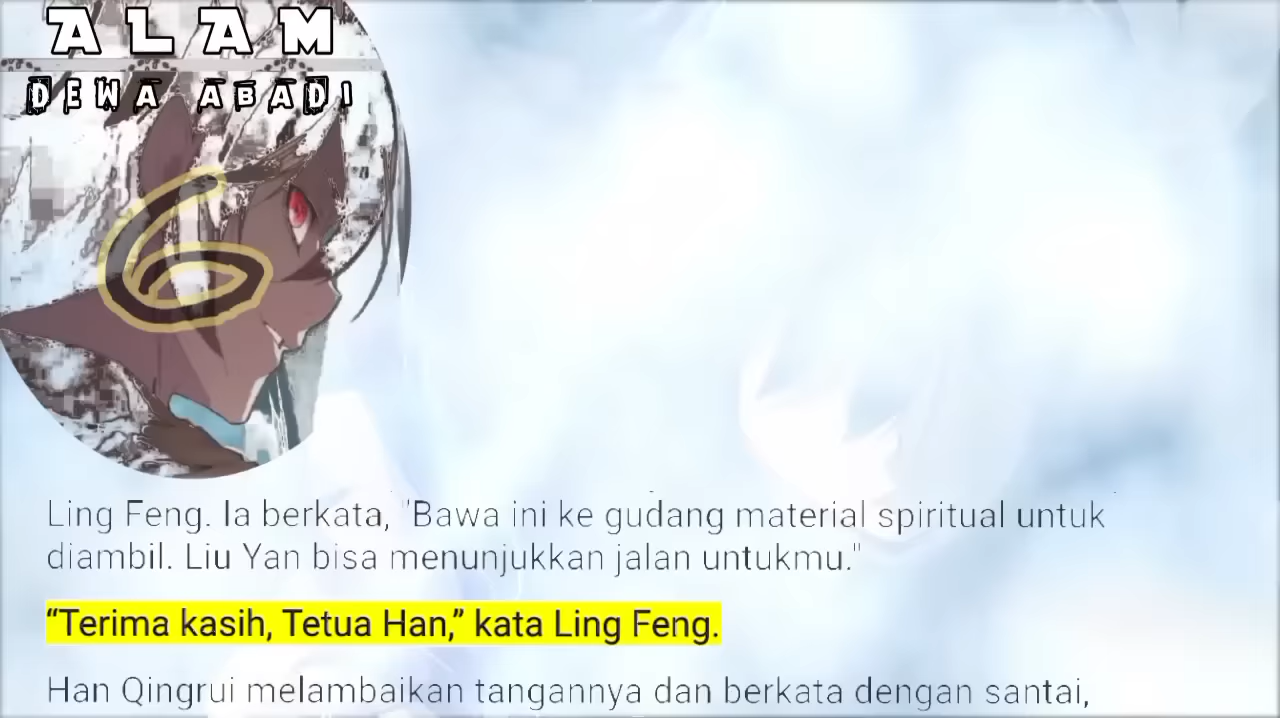 ALAM
DEWA ABADI
6
Ling Feng. Ia berkata, "Bawa ini ke gudang material spiritual untuk
diambil. Liu Yan bisa menunjukkan jalan untukmu."
“Terima kasih, Tetua Han,” kata Ling Feng.
Han Qingrui melambaikan tangannya dan berkata dengan santai,